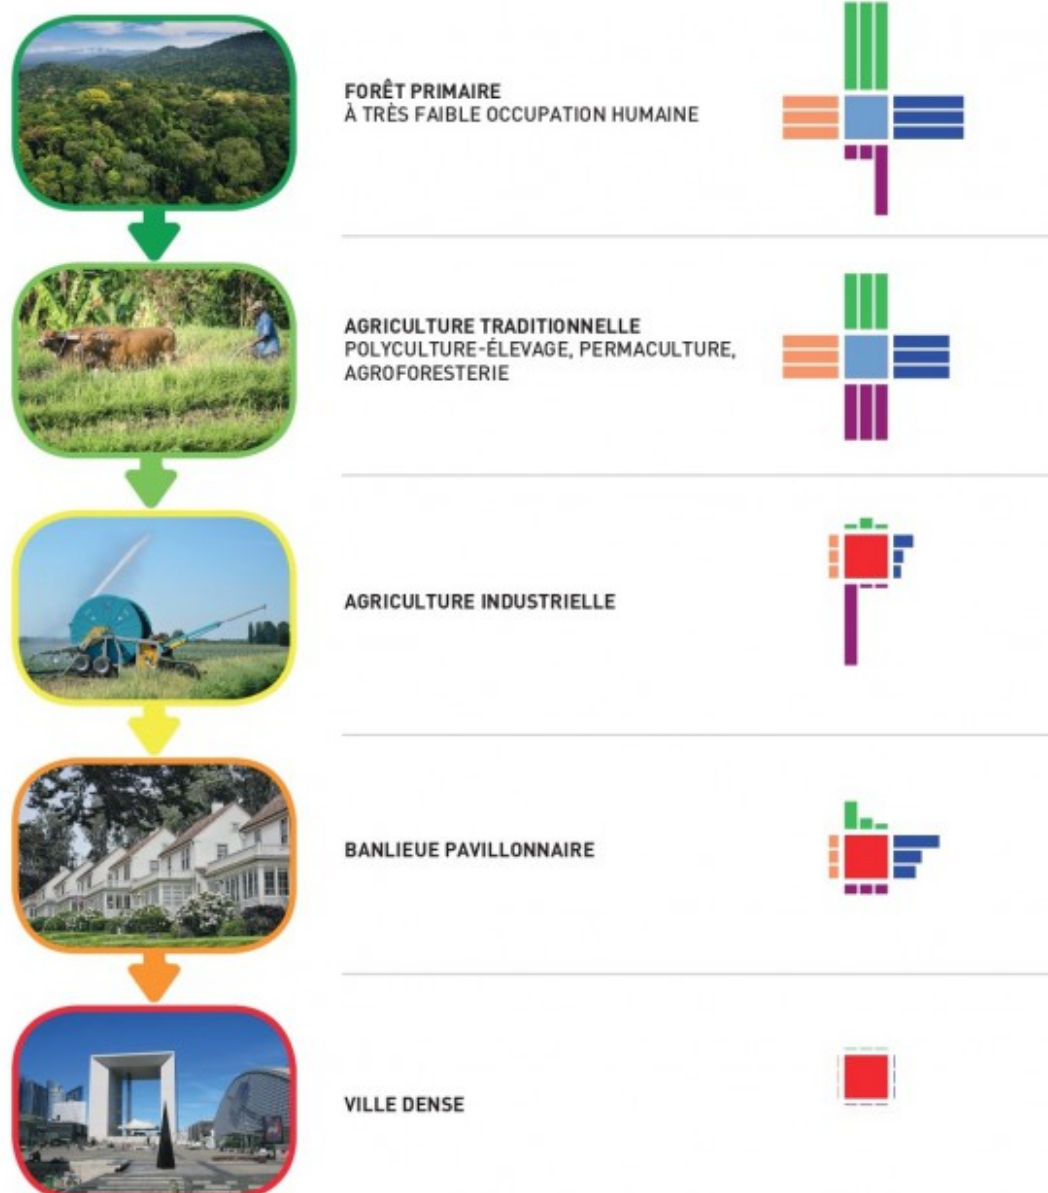 FORÊT PRIMAIRE
À TRÈS FAIBLE OCCUPATION HUMAINE
AGRICULTURE TRADITIONNELLE
POLYCULTURE-ÉLEVAGE, PERMACULTURE,
AGROFORESTERIE
AGRICULTURE INDUSTRIELLE
BANLIEUE PAVILLONNAIRE
VILLE DENSE